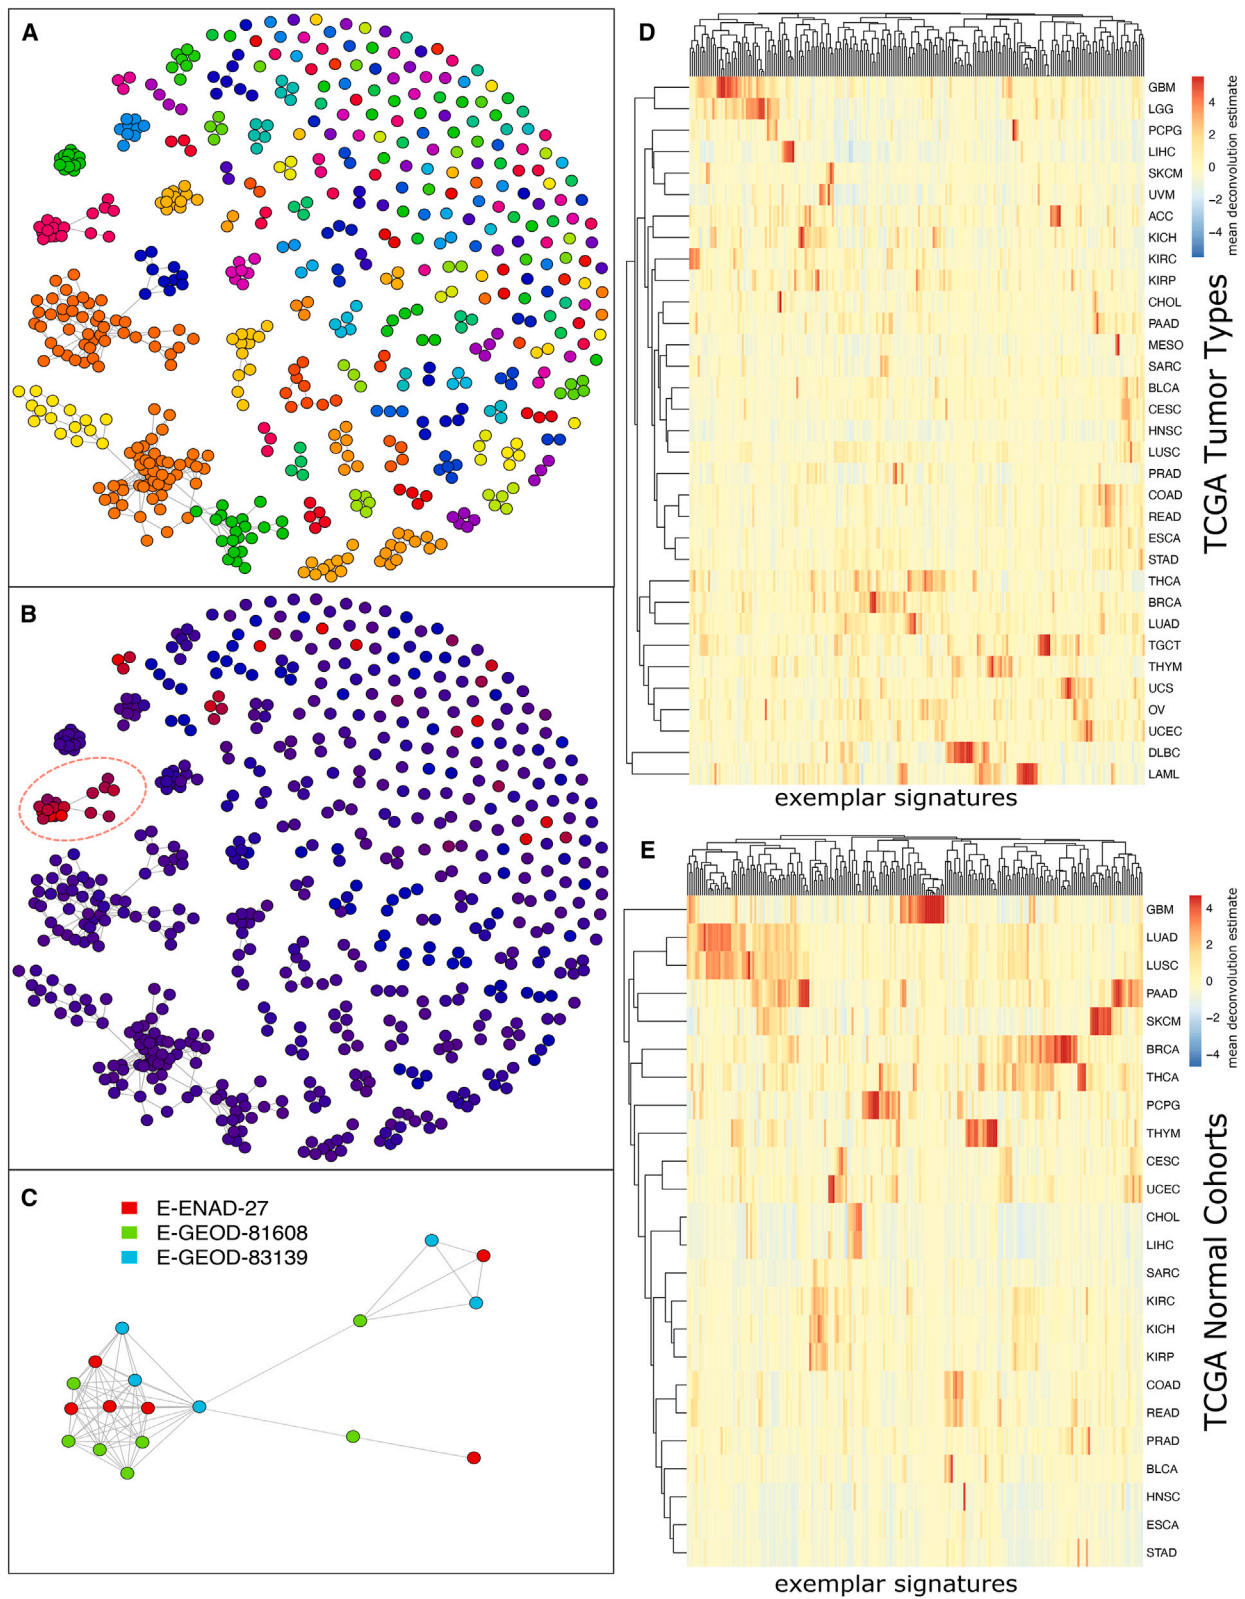 A
B
C
E-ENAD-27
E-GEOD-81608
E-GEOD-83139
D
GBM
LGG
PCPG
LIHC
SKCM
UVM
ACC
KICH
KIRC
KIRP
CHOL
PAAD
MESO
SARC
BLCA
CESC
HNSC
LUSC
PRAD
COAD
READ
ESCA
STAD
THCA
BRCA
LUAD
TGCT
THYM
UCS
OV
UCEC
DLBC
LAML
exemplar signatures
4
2
0
−2
−4
mean deconvolution estimate
TCGA Tumor Types
E
GBM
LUAD
LUSC
PAAD
SKCM
BRCA
THCA
PCPG
THYM
CESC
UCEC
CHOL
LIHC
SARC
KIRC
KICH
KIRP
COAD
READ
PRAD
BLCA
HNSC
ESCA
STAD
exemplar signatures
4
2
0
−2
−4
mean deconvolution estimate
TCGA Normal Cohorts